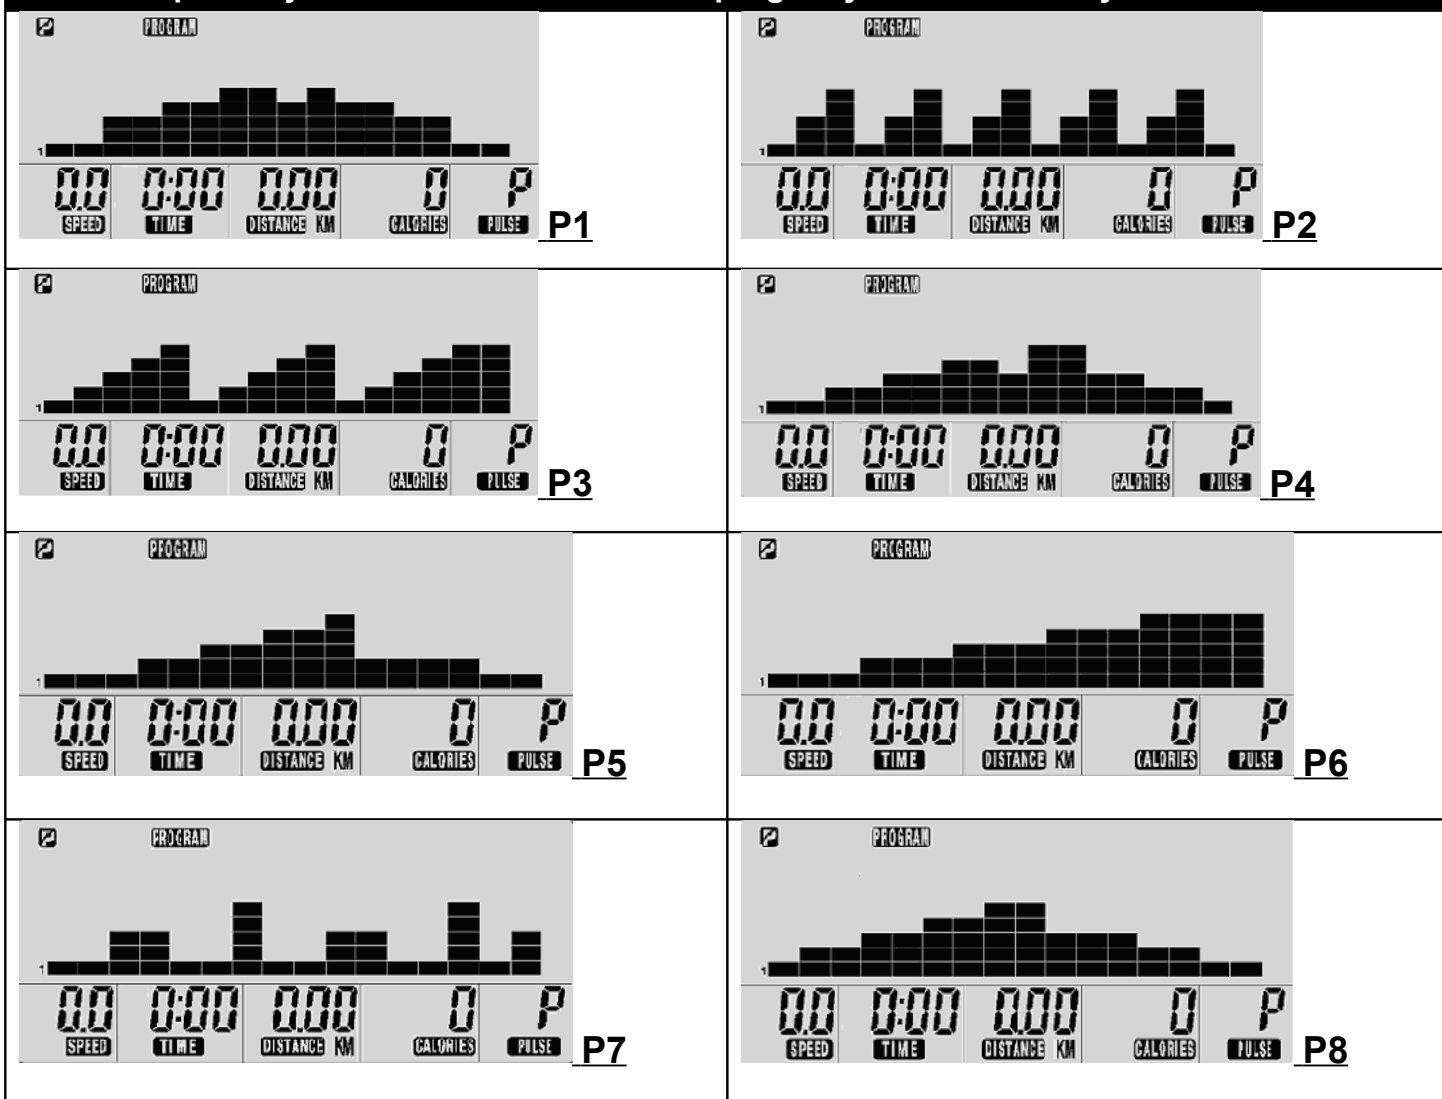 PROGRAM
1
0.0 0:00 0.00 0 P
SPEED TIME DISTANCE KM CALORIES PULSE P1
PROGRAM
1
0.0 0:00 0.00 0 P
SPEED TIME DISTANCE KM CALORIES PULSE P2
PROGRAM
1
0.0 0:00 0.00 0 P
SPEED TIME DISTANCE KM CALORIES PULSE P3
PROGRAM
1
0.0 0:00 0.00 0 P
SPEED TIME DISTANCE KM CALORIES PULSE P4
PROGRAM
1
0.0 0:00 0.00 0 P
SPEED TIME DISTANCE KM CALORIES PULSE P5
PROGRAM
1
0.0 0:00 0.00 0 P
SPEED TIME DISTANCE KM CALORIES PULSE P6
PROGRAM
1
0.0 0:00 0.00 0 P
SPEED TIME DISTANCE KM CALORIES PULSE P7
PROGRAM
1
0.0 0:00 0.00 0 P
SPEED TIME DISTANCE KM CALORIES PULSE P8